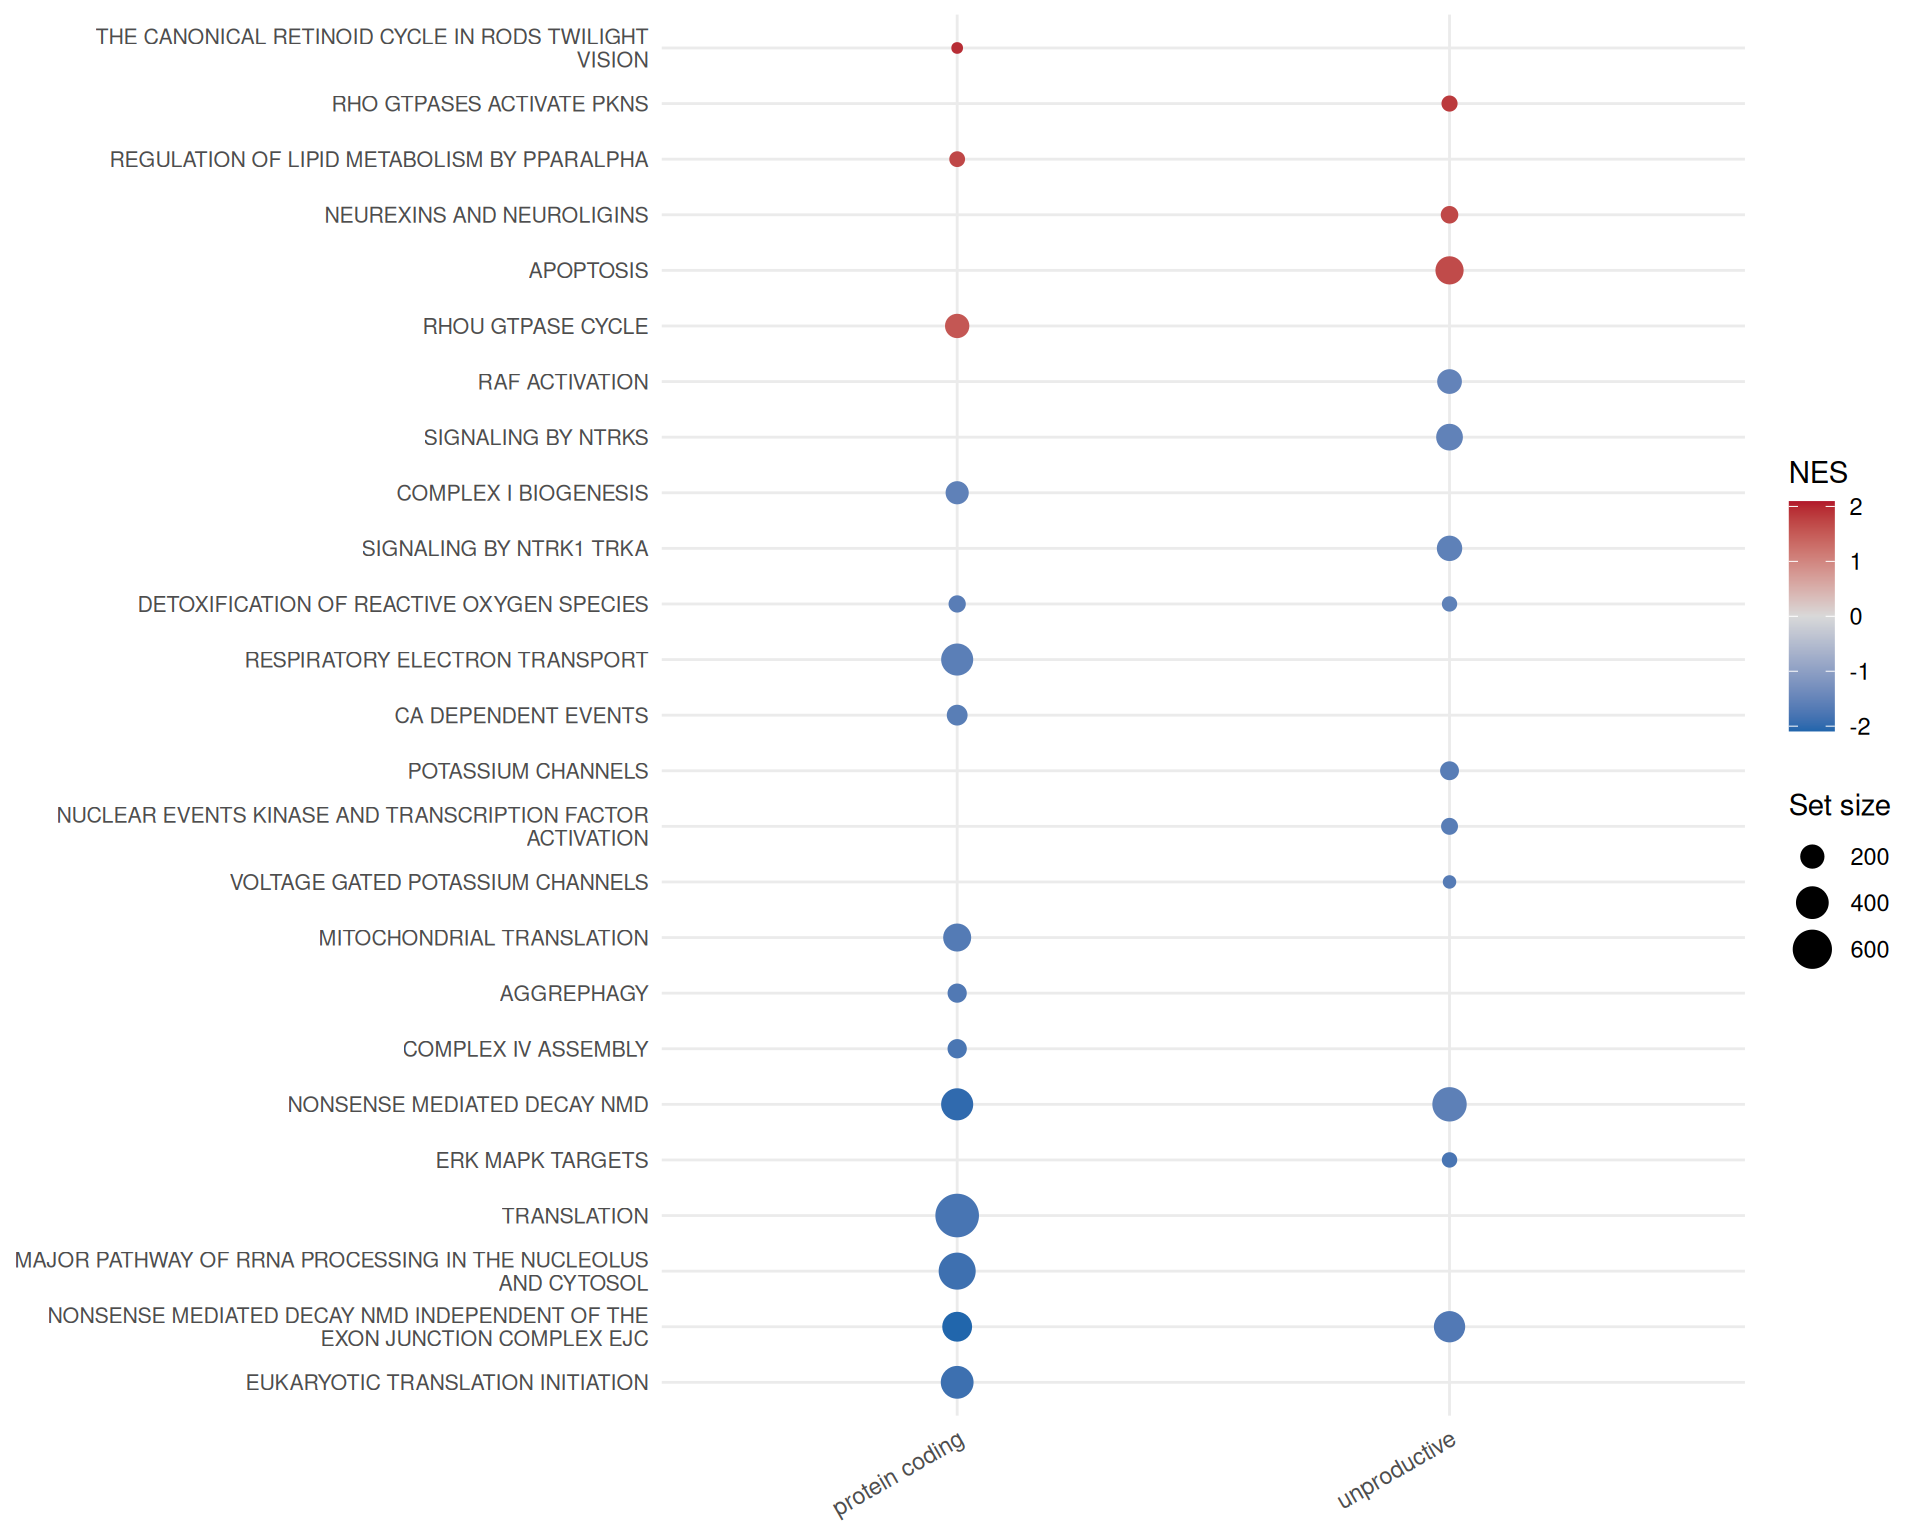 THE CANONICAL RETINOID CYCLE IN RODS TWILIGHT
VISION
RHO GTPASES ACTIVATE PKNS
REGULATION OF LIPID METABOLISM BY PPARALPHA
NEUREXINS AND NEUROLIGINS
APOPTOSIS
RHOU GTPASE CYCLE
RAF ACTIVATION
SIGNALING BY NTRKS
COMPLEX I BIOGENESIS
SIGNALING BY NTRK1 TRKA
DETOXIFICATION OF REACTIVE OXYGEN SPECIES
RESPIRATORY ELECTRON TRANSPORT
CA DEPENDENT EVENTS
POTASSIUM CHANNELS
NUCLEAR EVENTS KINASE AND TRANSCRIPTION FACTOR
ACTIVATION
VOLTAGE GATED POTASSIUM CHANNELS
MITOCHONDRIAL TRANSLATION
AGGREPHAGY
COMPLEX IV ASSEMBLY
NONSENSE MEDIATED DECAY NMD
ERK MAPK TARGETS
TRANSLATION
MAJOR PATHWAY OF RRNA PROCESSING IN THE NUCLEOLUS
AND CYTOSOL
NONSENSE MEDIATED DECAY NMD INDEPENDENT OF THE
EXON JUNCTION COMPLEX EJC
EUKARYOTIC TRANSLATION INITIATION
protein coding
unproductive
NES
2
1
0
-1
-2
Set size
200
400
600